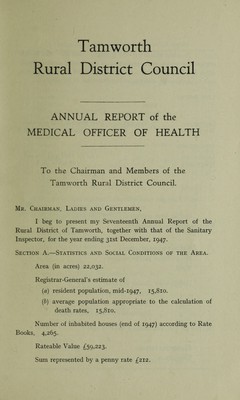 Tamworth
Rural District Council
ANNUAL REPORT of the
MEDICAL OFFICER OF HEALTH
To the Chairman and Members of the
Tamworth Rural District Council.
Mr. Chairman, Ladies and Gentlemen,
I beg to present my Seventeenth Annual Report of the
Rural District of Tamworth, together with that of the Sanitary
Inspector, for the year ending 31st December, 1947.
Section A.—Statistics and Social Conditions of the Area.
Area (in acres) 22,032.
Registrar-General's estimate of
(a) resident population, mid-1947, 15,810.
(b) average population appropriate to the calculation of
death rates, 15,810.
Number of inhabited houses (end of 1947) according to Rate
Books, 4,265.
Rateable Value £59,223.
Sum represented by a penny rate £212.